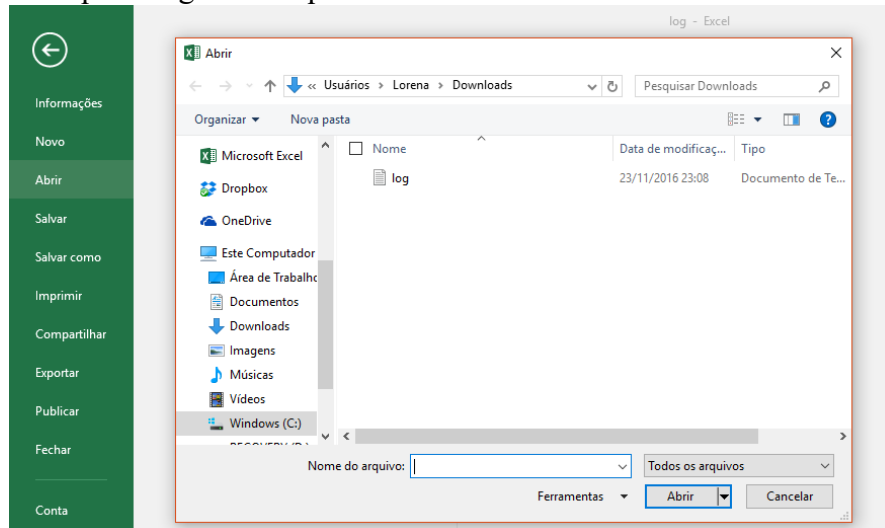 log - Excel
Abrir
« Usuários > Lorena > Downloads
Pesquisar Downloads
Organizar
Nova pasta
Informações
Novo
Abrir
Salvar
Salvar como
Imprimir
Compartilhar
Exportar
Publicar
Fechar
Conta
Microsoft Excel
Dropbox
OneDrive
Este Computador
Área de Trabalho
Documentos
Downloads
Imagens
Músicas
Vídeos
Windows (C:)
Nome
Data de modificaç...
Tipo
log
23/11/2016 23:08
Documento de Te...
Nome do arquivo:
Todos os arquivos
Ferramentas
Abrir
Cancelar